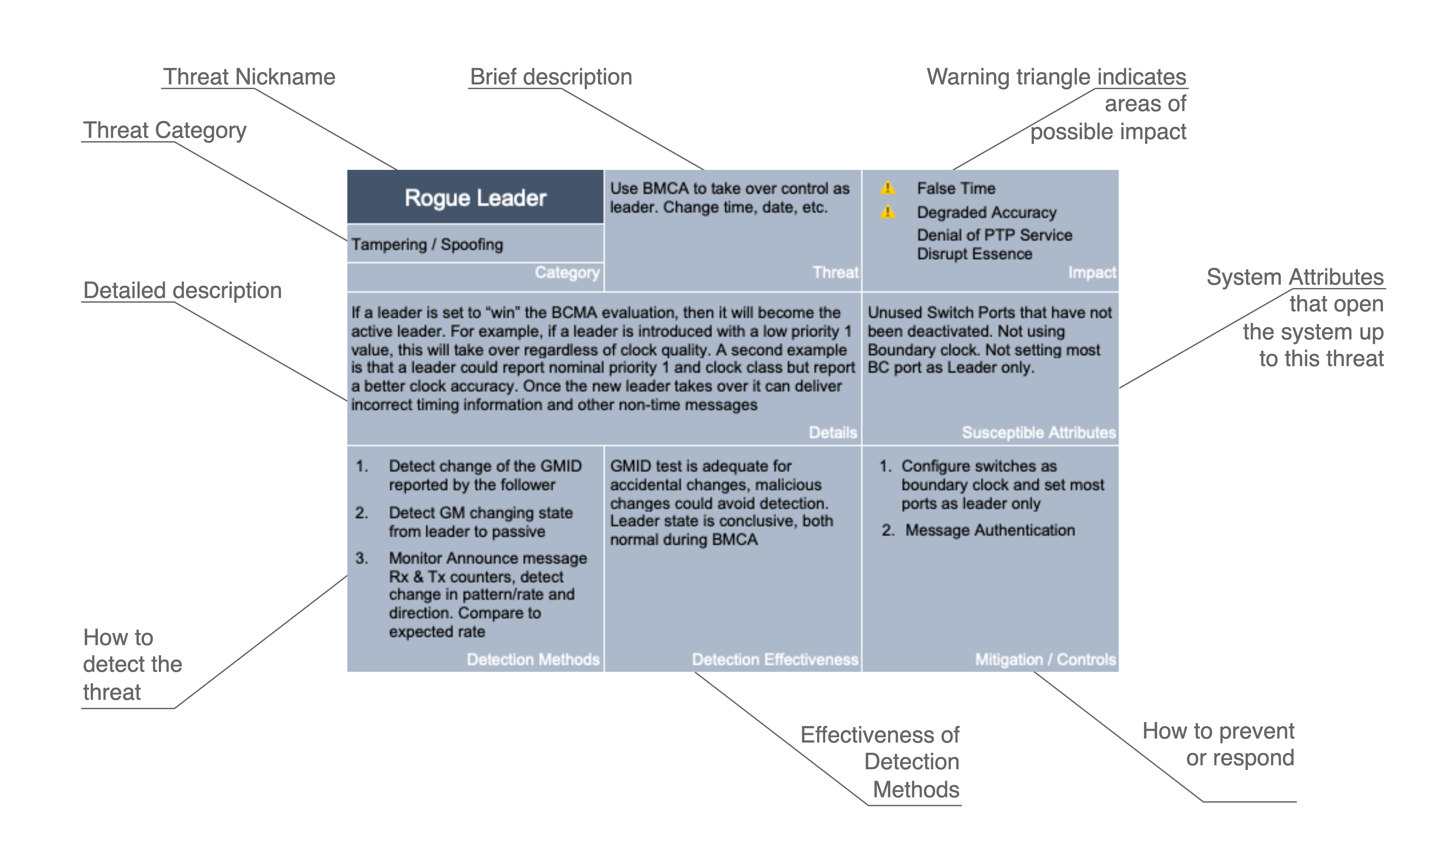 Threat Nickname
Brief description
Warning triangle indicates
areas of
possible impact
Threat Category
Rogue Leader
Tampering / Spoofing
Category
Use BMCA to take over control as
leader. Change time, date, etc.
Threat
False Time
Degraded Accuracy
Denial of PTP Service
Disrupt Essence
Impact
Detailed description
System Attributes
that open
the system up
to this threat
If a leader is set to “win” the BCMA evaluation, then it will become the
active leader. For example, if a leader is introduced with a low priority 1
value, this will take over regardless of clock quality. A second example
is that a leader could report nominal priority 1 and clock class but report
a better clock accuracy. Once the new leader takes over it can deliver
incorrect timing information and other non-time messages
Details
Unused Switch Ports that have not
been deactivated. Not using
Boundary clock. Not setting most
BC port as Leader only.
Susceptible Attributes
1. Detect change of the GMID
reported by the follower
2. Detect GM changing state
from leader to passive
3. Monitor Announce message
Rx & Tx counters, detect
change in pattern/rate and
direction. Compare to
expected rate
Detection Methods
GMID test is adequate for
accidental changes, malicious
changes could avoid detection.
Leader state is conclusive, both
normal during BMCA
Detection Effectiveness
1. Configure switches as
boundary clock and set most
ports as leader only
2. Message Authentication
Mitigation / Controls
How to
detect the
threat
Effectiveness of
Detection
Methods
How to prevent
or respond